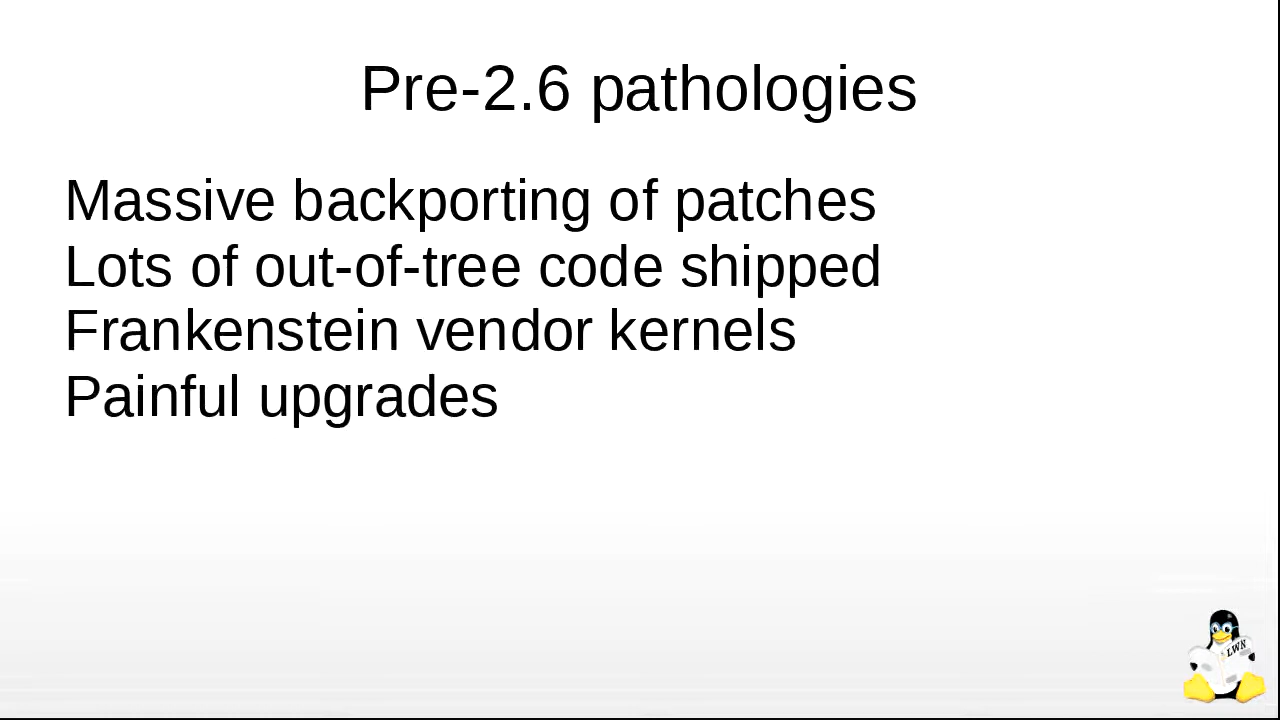 Pre-2.6 pathologies
Massive backporting of patches
Lots of out-of-tree code shipped
Frankenstein vendor kernels
Painful upgrades
LWN